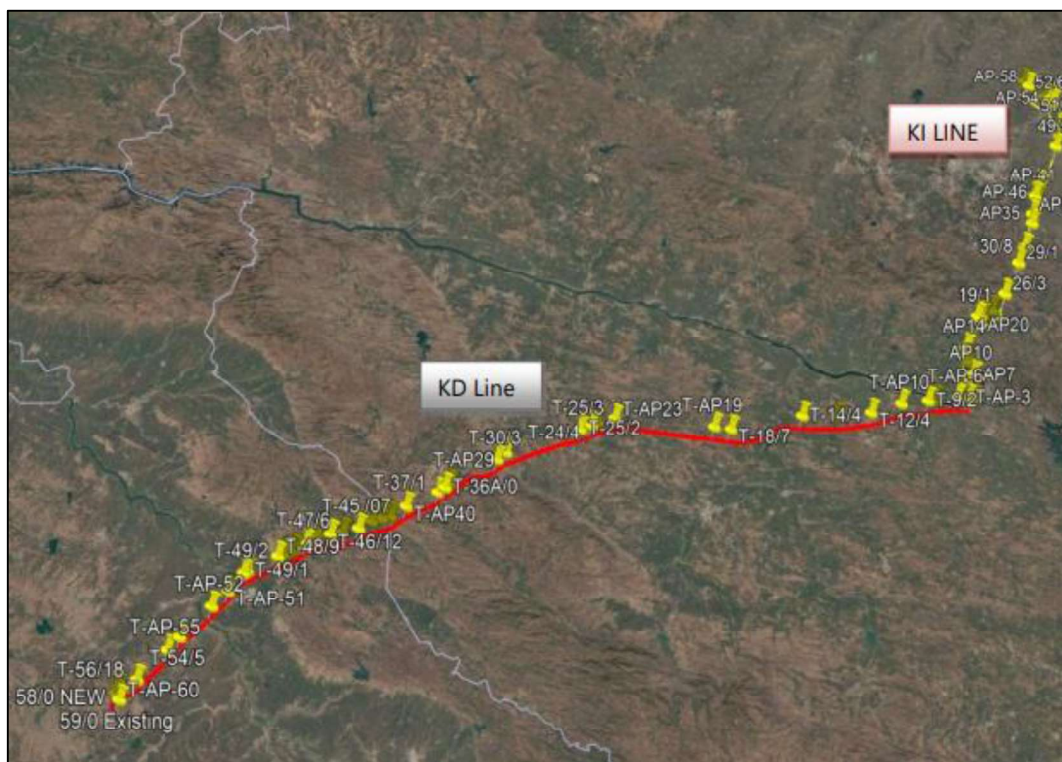 AP-58
AP-54
KI LINE
AP-46
AP35
30/8
29/1
26/3
19/1
AP14
AP20
AP10
AP7
T-AP10
T-AP-3
T-9/2
KD Line
T-25/3
T-AP23
T-AP19
T-14/4
T-12/4
T-30/3
T-24/4
T-25/2
T-18/7
T-AP29
T-37/1
T-36A/0
T-45/07
T-AP40
T-47/6
T-46/12
T-49/2
T-48/9
T-49/1
T-AP-52
T-AP-51
T-AP-55
T-54/5
T-56/18
T-AP-60
58/0 NEW
59/0 Existing